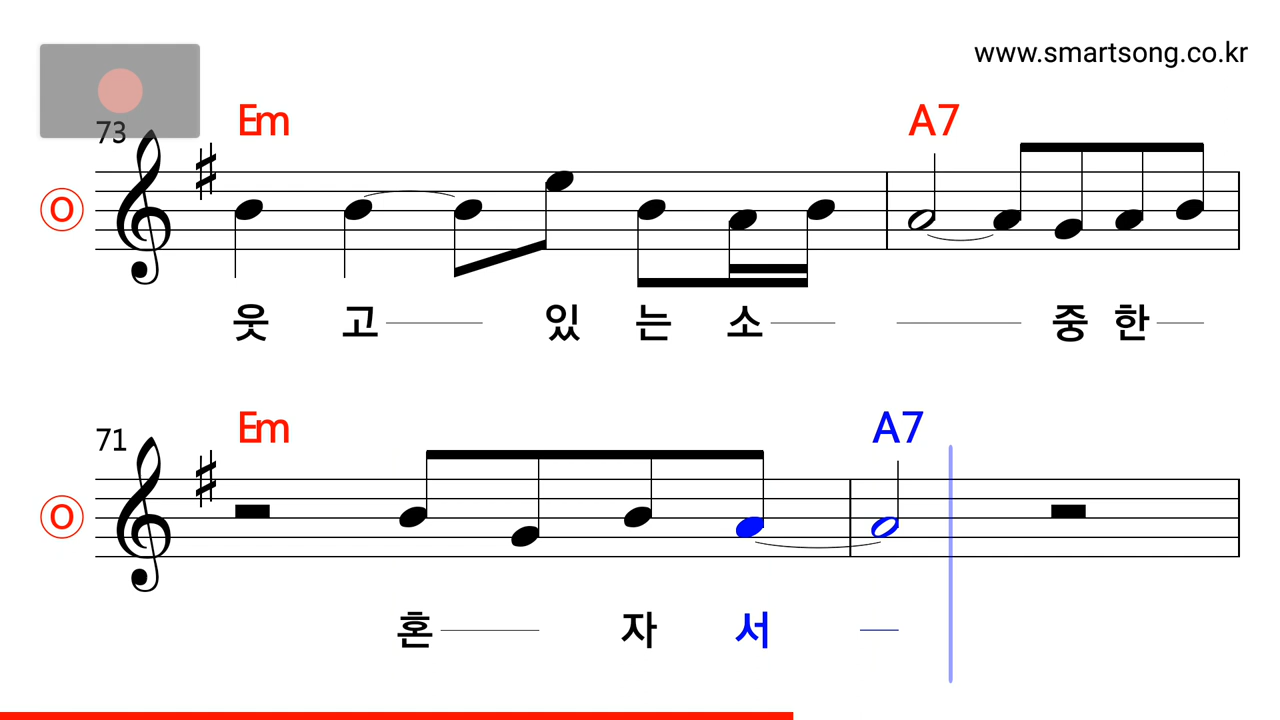 www.smartsong.co.kr
73 Em A7
O
웃 고 있 는 소 중 한
71 Em A7
O
혼 자 서